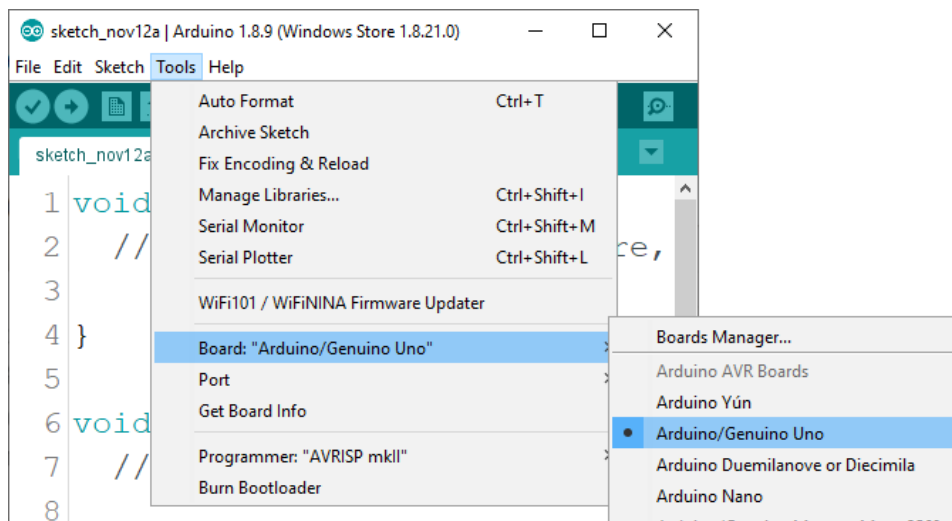 sketch_nov12a | Arduino 1.8.9 (Windows Store 1.8.21.0)
File Edit Sketch Tools Help
sketch_nov12a
Auto Format Ctrl+T
Archive Sketch
Fix Encoding & Reload
Manage Libraries... Ctrl+Shift+I
Serial Monitor Ctrl+Shift+M
Serial Plotter Ctrl+Shift+L
WiFi101 / WiFiNINA Firmware Updater
Board: "Arduino/Genuino Uno"
Port
Get Board Info
Programmer: "AVRISP mkII"
Burn Bootloader
Boards Manager...
Arduino AVR Boards
Arduino Yún
Arduino/Genuino Uno
Arduino Duemilanove or Diecimila
Arduino Nano
1 void
2 // re,
3
4 }
5
6 void
7 //
8